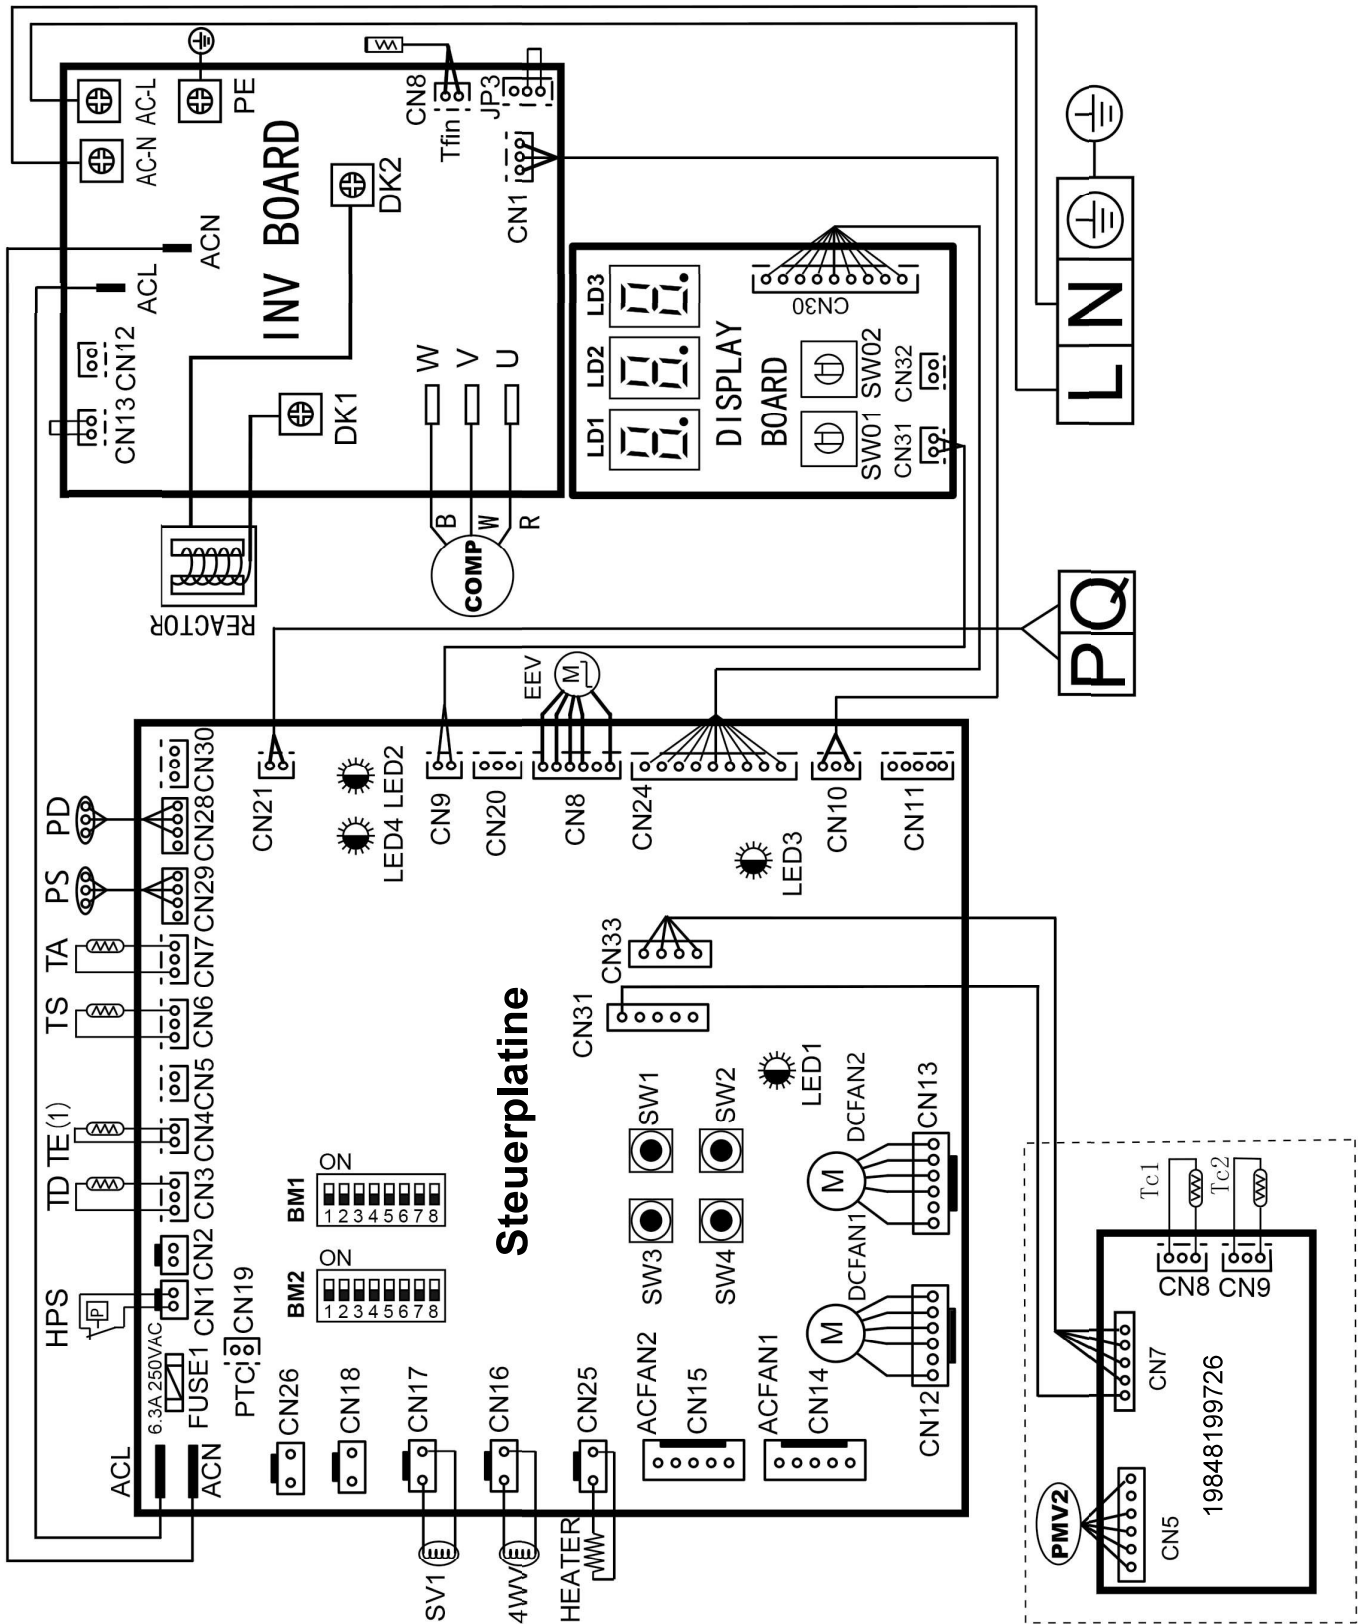 AC-N AC-L
PE
ACL
ACN
INV BOARD
CN13 CN12
DK1
DK2
CN8
Tfin
JP3
CN1
W
V
U
B
W
R
COMP
REACTOR
LD1 LD2 LD3
DISPLAY
BOARD
SW01 SW02
CN30
CN31 CN32
L N
P Q
HPS
P
TD
TE(1)
TS
TA
PS
PD
ACL
6.3A 250VAC
FUSE1
ACN
CN1
CN2
CN3
CN4
CN5
CN6
CN7
CN29
CN28
CN30
PTC
CN19
CN26
CN18
CN17
CN16
CN25
SV1
4WV
HEATER
BM2
ON
1 2 3 4 5 6 7 8
BM1
ON
1 2 3 4 5 6 7 8
Steuerplatine
CN21
LED4 LED2
CN9
CN20
CN8
EEV
M
CN24
CN10
CN11
LED3
CN33
CN31
SW3 SW1
SW4 SW2
LED1
ACFAN2
CN15
ACFAN1
CN14
DCFAN1
M
CN12
DCFAN2
M
CN13
PMV2
CN5
CN7
19848199726
CN8 CN9
Tc1
Tc2